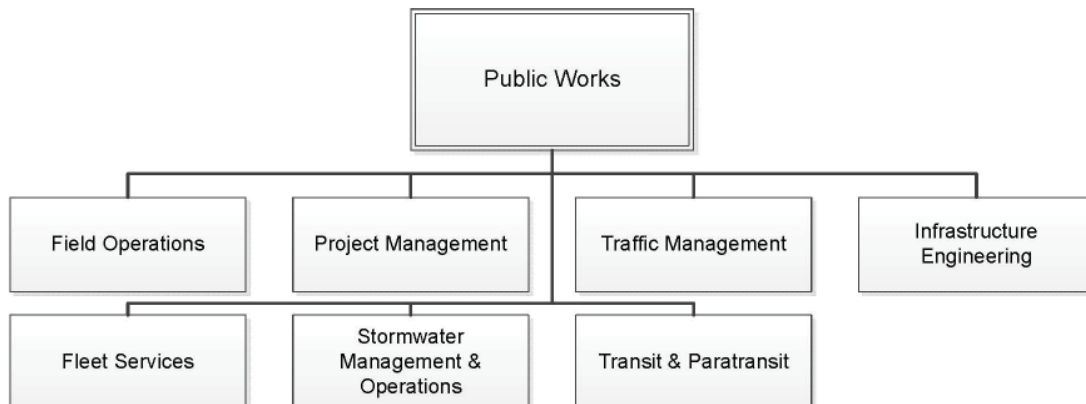 Public Works
Field Operations
Project Management
Traffic Management
Infrastructure
Engineering
Fleet Services
Stormwater
Management &
Operations
Transit & Paratransit